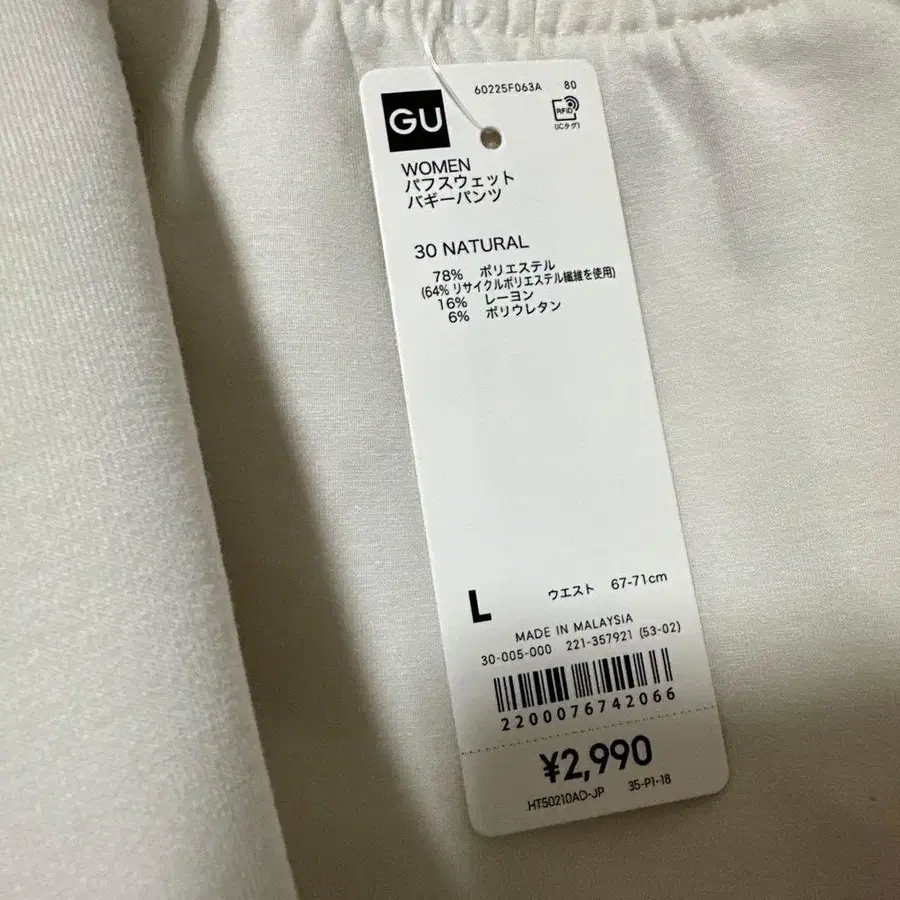 60225F063A 80
GU
RFID
(ICタグ)
WOMEN
パフスウェット
バギーパンツ
30 NATURAL
78% ポリエステル
(64% リサイクルポリエステル繊維を使用)
16% レーヨン
6% ポリウレタン
L ウエスト 67-71cm
MADE IN MALAYSIA
30-005-000 221-357921 (53-02)
2200076742066
¥2,990
HT50210AD-JP 35-P1-18